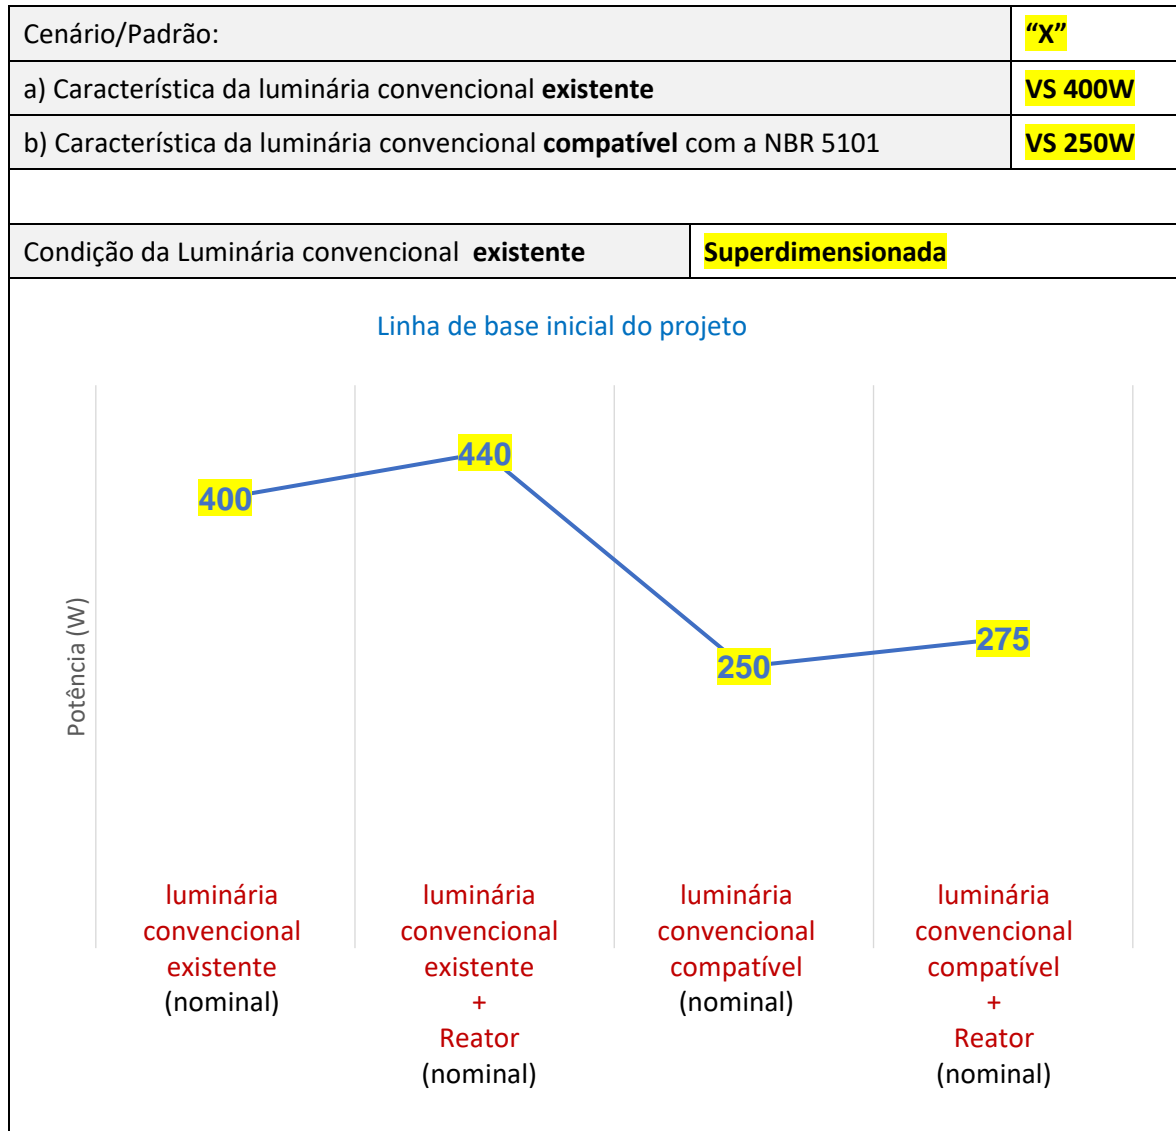 Cenário/Padrão: “X”
a) Característica da luminária convencional existente VS 400W
b) Característica da luminária convencional compatível com a NBR 5101 VS 250W
Condição da Luminária convencional existente Superdimensionada
Linha de base inicial do projeto
Potência (W)
400
440
250
275
luminária
convencional
existente
(nominal)
luminária
convencional
existente
+
Reator
(nominal)
luminária
convencional
compatível
(nominal)
luminária
convencional
compatível
+
Reator
(nominal)